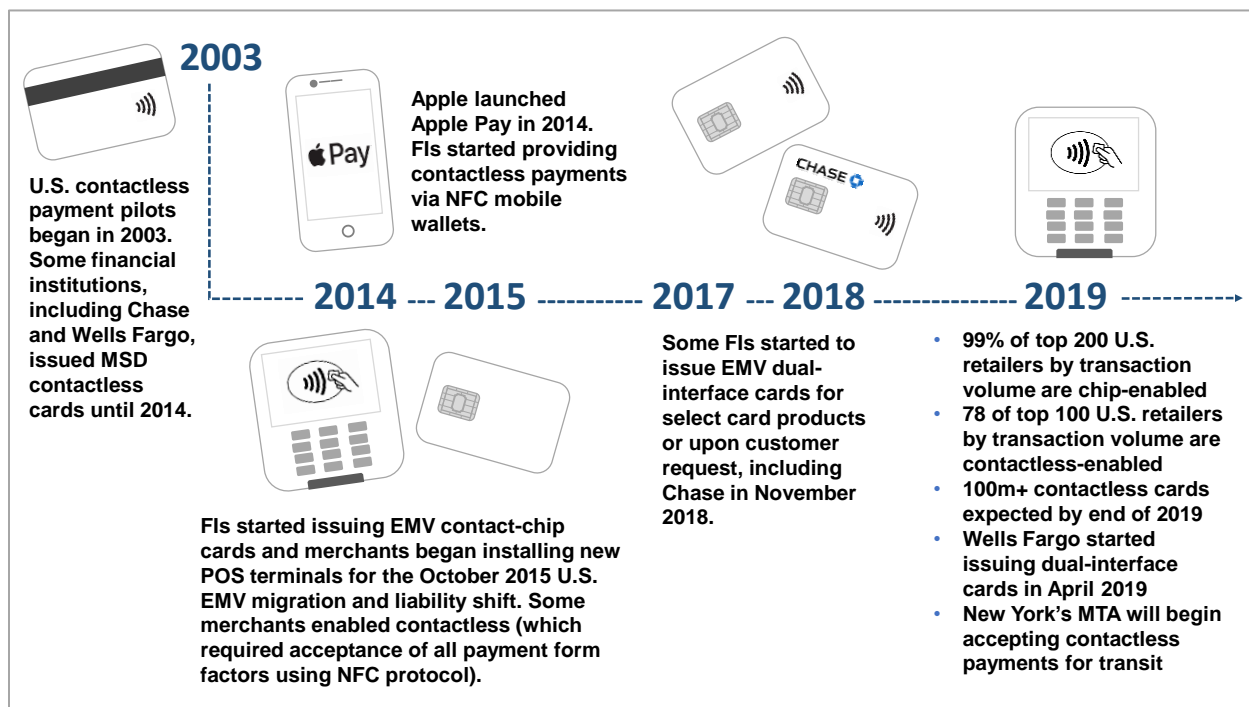 2003
U.S. contactless
payment pilots
began in 2003.
Some financial
institutions,
including Chase
and Wells Fargo,
issued MSD
contactless
cards until 2014.
Pay
Apple launched
Apple Pay in 2014.
FIs started providing
contactless payments
via NFC mobile
wallets.
CHASE
2014
2015
2017
2018
2019
FIs started issuing EMV contact-chip
cards and merchants began installing new
POS terminals for the October 2015 U.S.
EMV migration and liability shift. Some
merchants enabled contactless (which
required acceptance of all payment form
factors using NFC protocol).
Some FIs started to
issue EMV dual-
interface cards for
select card products
or upon customer
request, including
Chase in November
2018.
• 99% of top 200 U.S.
retailers by transaction
volume are chip-enabled
• 78 of top 100 U.S. retailers
by transaction volume are
contactless-enabled
• 100m+ contactless cards
expected by end of 2019
• Wells Fargo started
issuing dual-interface
cards in April 2019
• New York's MTA will begin
accepting contactless
payments for transit